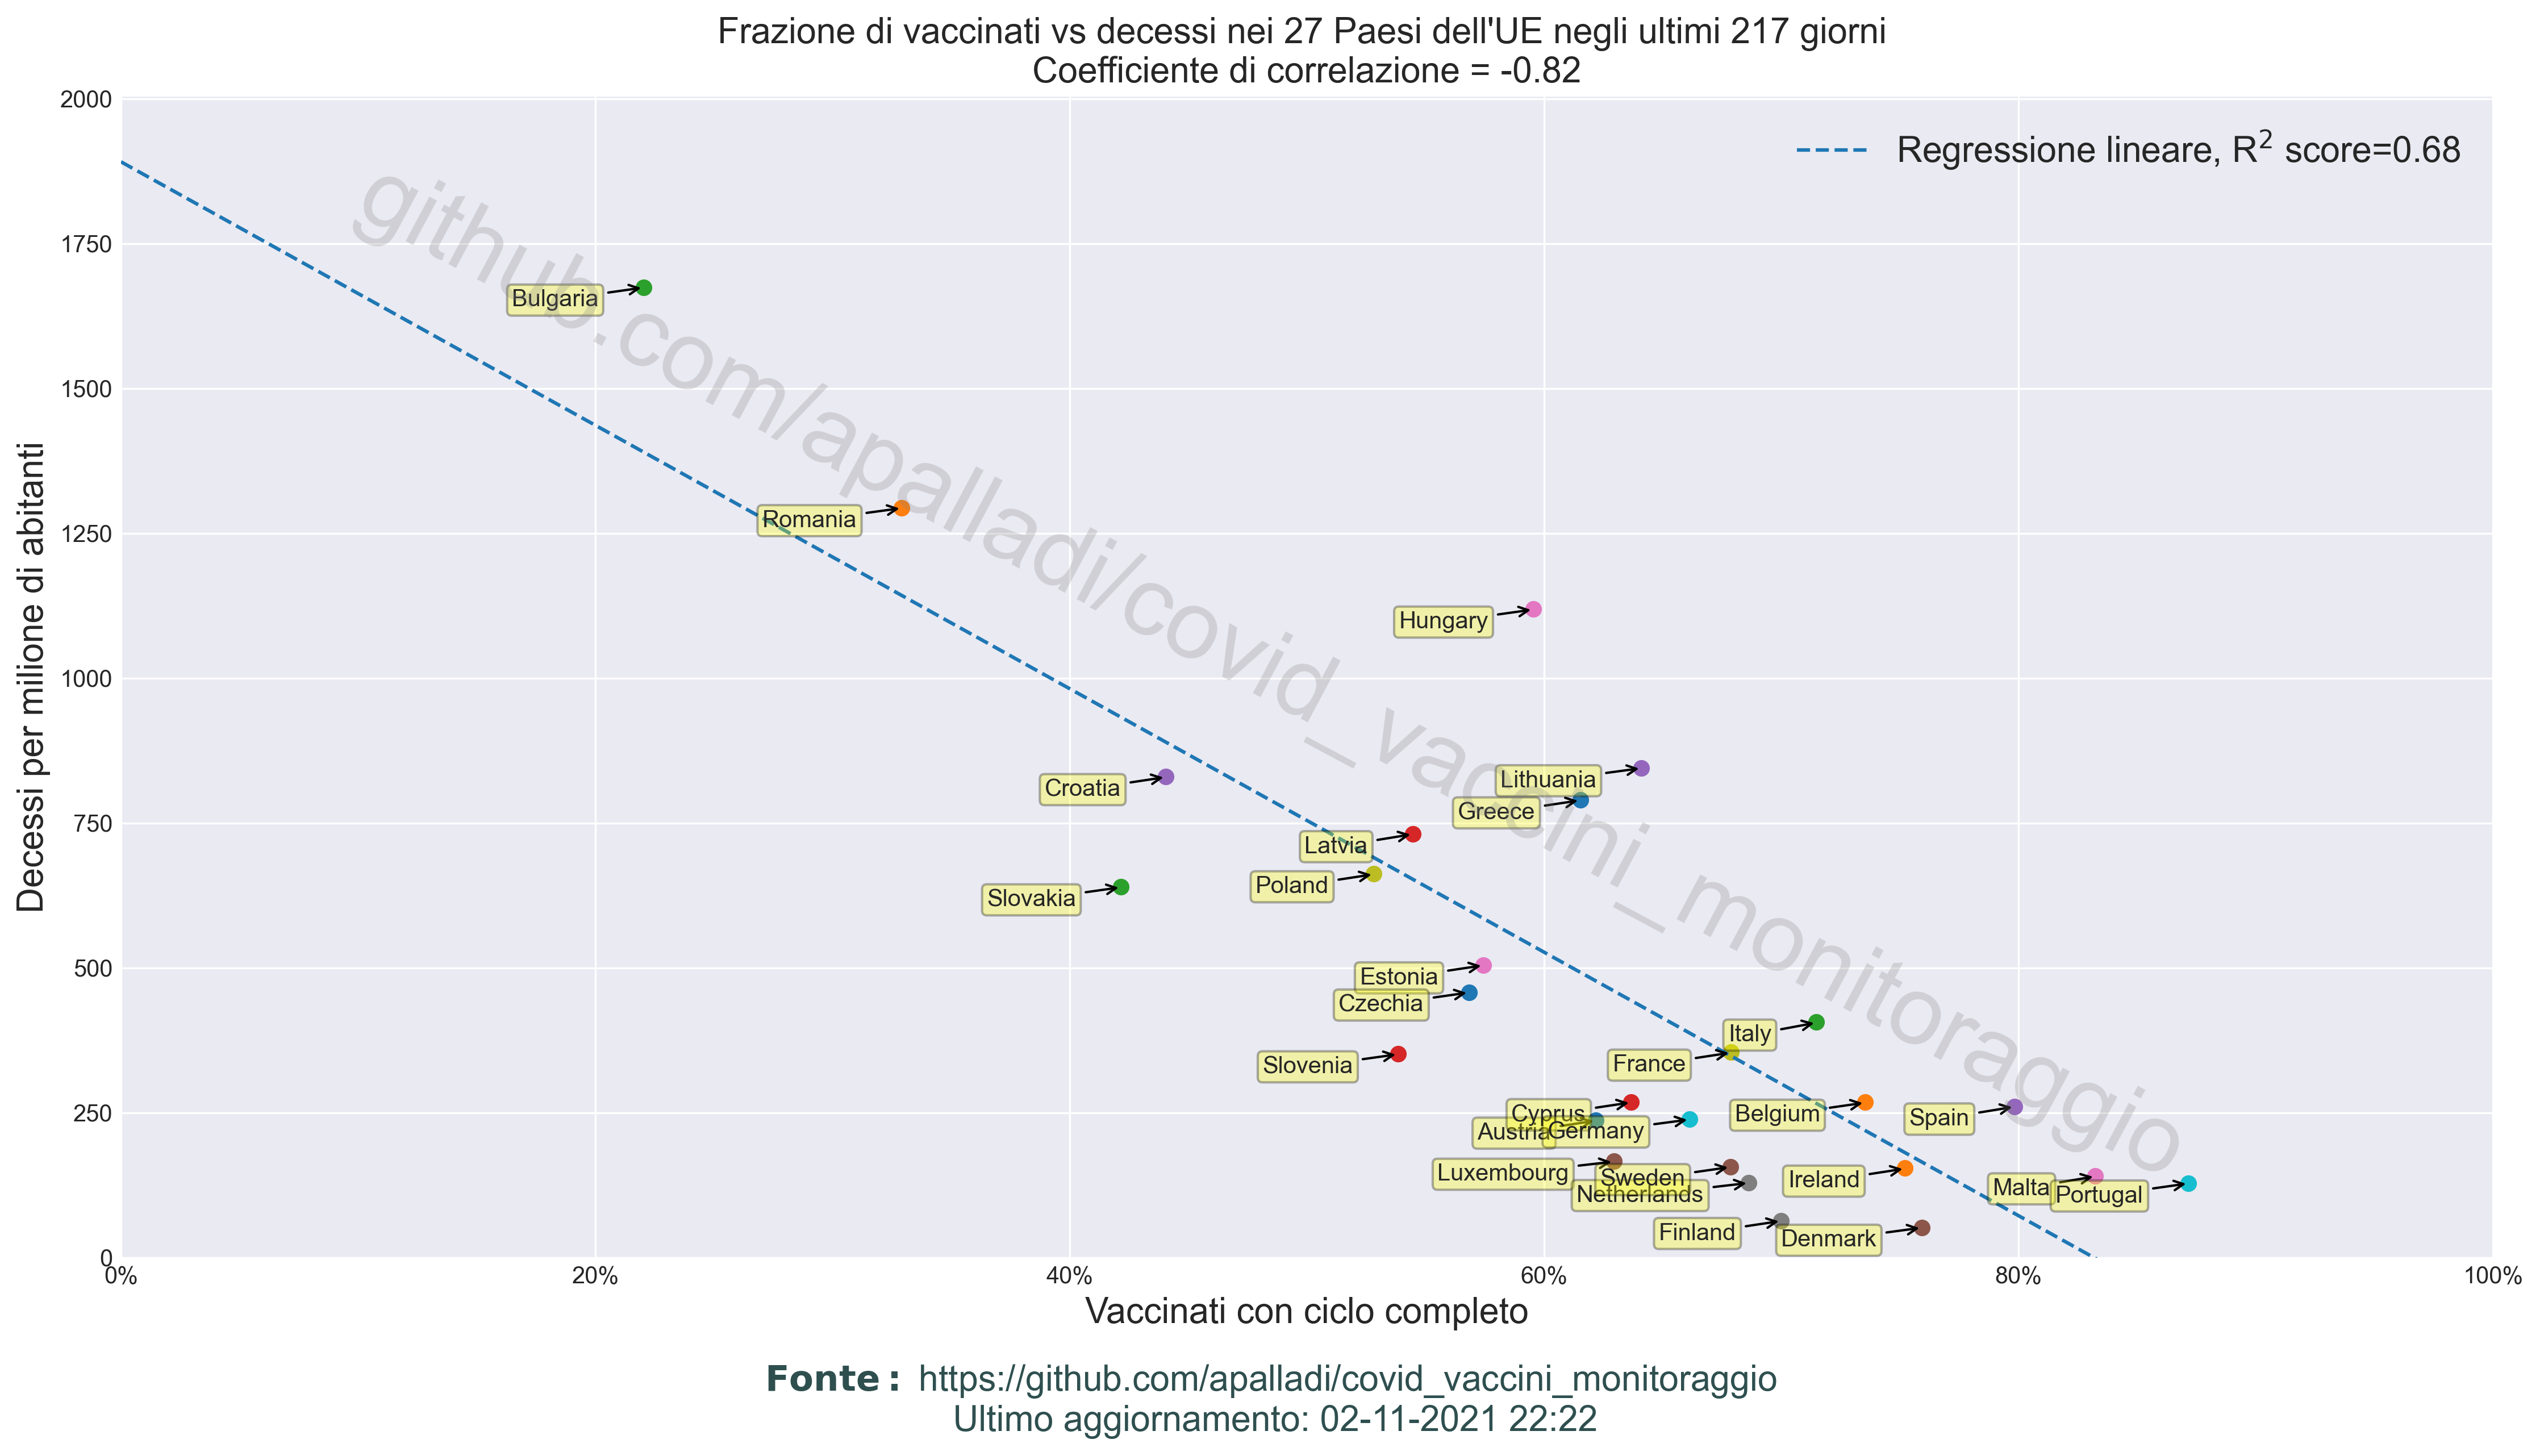 Frazione di vaccinati vs decessi nei 27 Paesi dell'UE negli ultimi 217 giorni
Coefficiente di correlazione = -0.82
Regressione lineare, R² score=0.68
Decessi per milione di abitanti
2000
1750
1500
1250
1000
750
500
250
0
github.com/apalladi/covid_vaccini_monitoraggio
Bulgaria
Romania
Hungary
Lithuania
Croatia
Greece
Latvia
Poland
Slovakia
Estonia
Czechia
Italy
France
Slovenia
Cyprus
Belgium
Spain
Austria
Germany
Luxembourg
Sweden
Ireland
Malta
Netherlands
Portugal
Finland
Denmark
0%
20%
40%
60%
80%
100%
Vaccinati con ciclo completo
Fonte: https://github.com/apalladi/covid_vaccini_monitoraggio
Ultimo aggiornamento: 02-11-2021 22:22